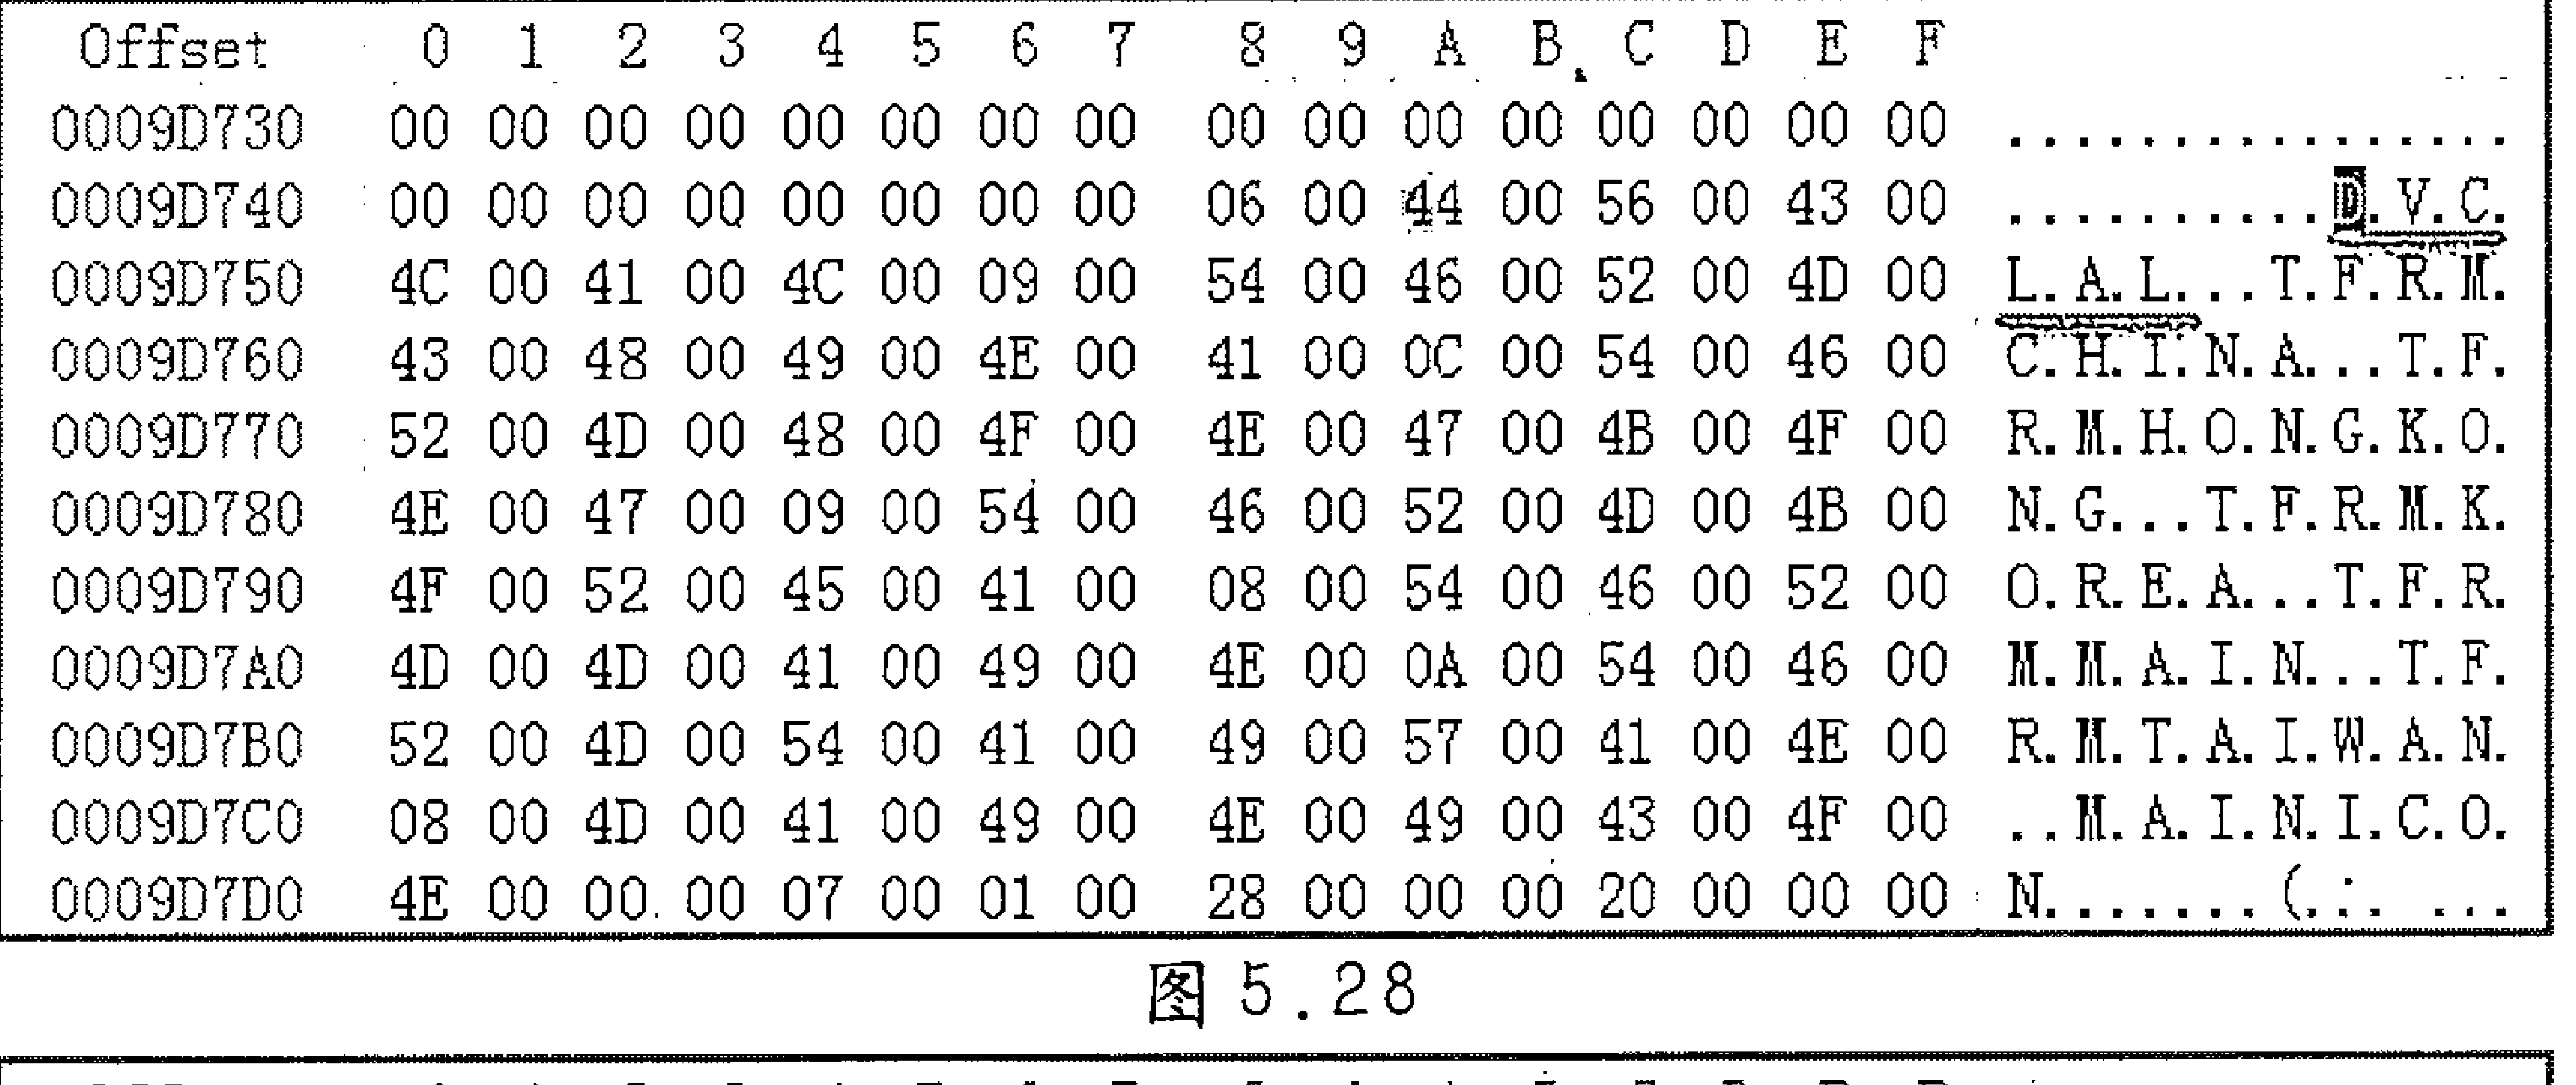 Offset 0 1 2 3 4 5 6 7 8 9 A B C D E F
0009D730 00 00 00 00 00 00 00 00 00 00 00 00 00 00 00 00 ................
0009D740 00 00 00 00 00 00 00 00 06 00 44 00 56 00 43 00 ..........D.V.C.
0009D750 4C 00 41 00 4C 00 09 00 54 00 46 00 52 00 4D 00 L.A.L...T.F.R.M.
0009D760 43 00 48 00 49 00 4E 00 41 00 0C 00 54 00 46 00 C.H.I.N.A...T.F.
0009D770 52 00 4D 00 48 00 4F 00 4E 00 47 00 4B 00 4F 00 R.M.H.O.N.G.K.O.
0009D780 4E 00 47 00 09 00 54 00 46 00 52 00 4D 00 4B 00 N.G...T.F.R.M.K.
0009D790 4F 00 52 00 45 00 41 00 08 00 54 00 46 00 52 00 O.R.E.A...T.F.R.
0009D7A0 4D 00 4D 00 41 00 49 00 4E 00 0A 00 54 00 46 00 M.M.A.I.N...T.F.
0009D7B0 52 00 4D 00 54 00 41 00 49 00 57 00 41 00 4E 00 R.M.T.A.I.W.A.N.
0009D7C0 08 00 4D 00 41 00 49 00 4E 00 49 00 43 00 4F 00 ..M.A.I.N.I.C.O.
0009D7D0 4E 00 00 00 07 00 01 00 28 00 00 00 20 00 00 00 N.......(... ...
图 5.28